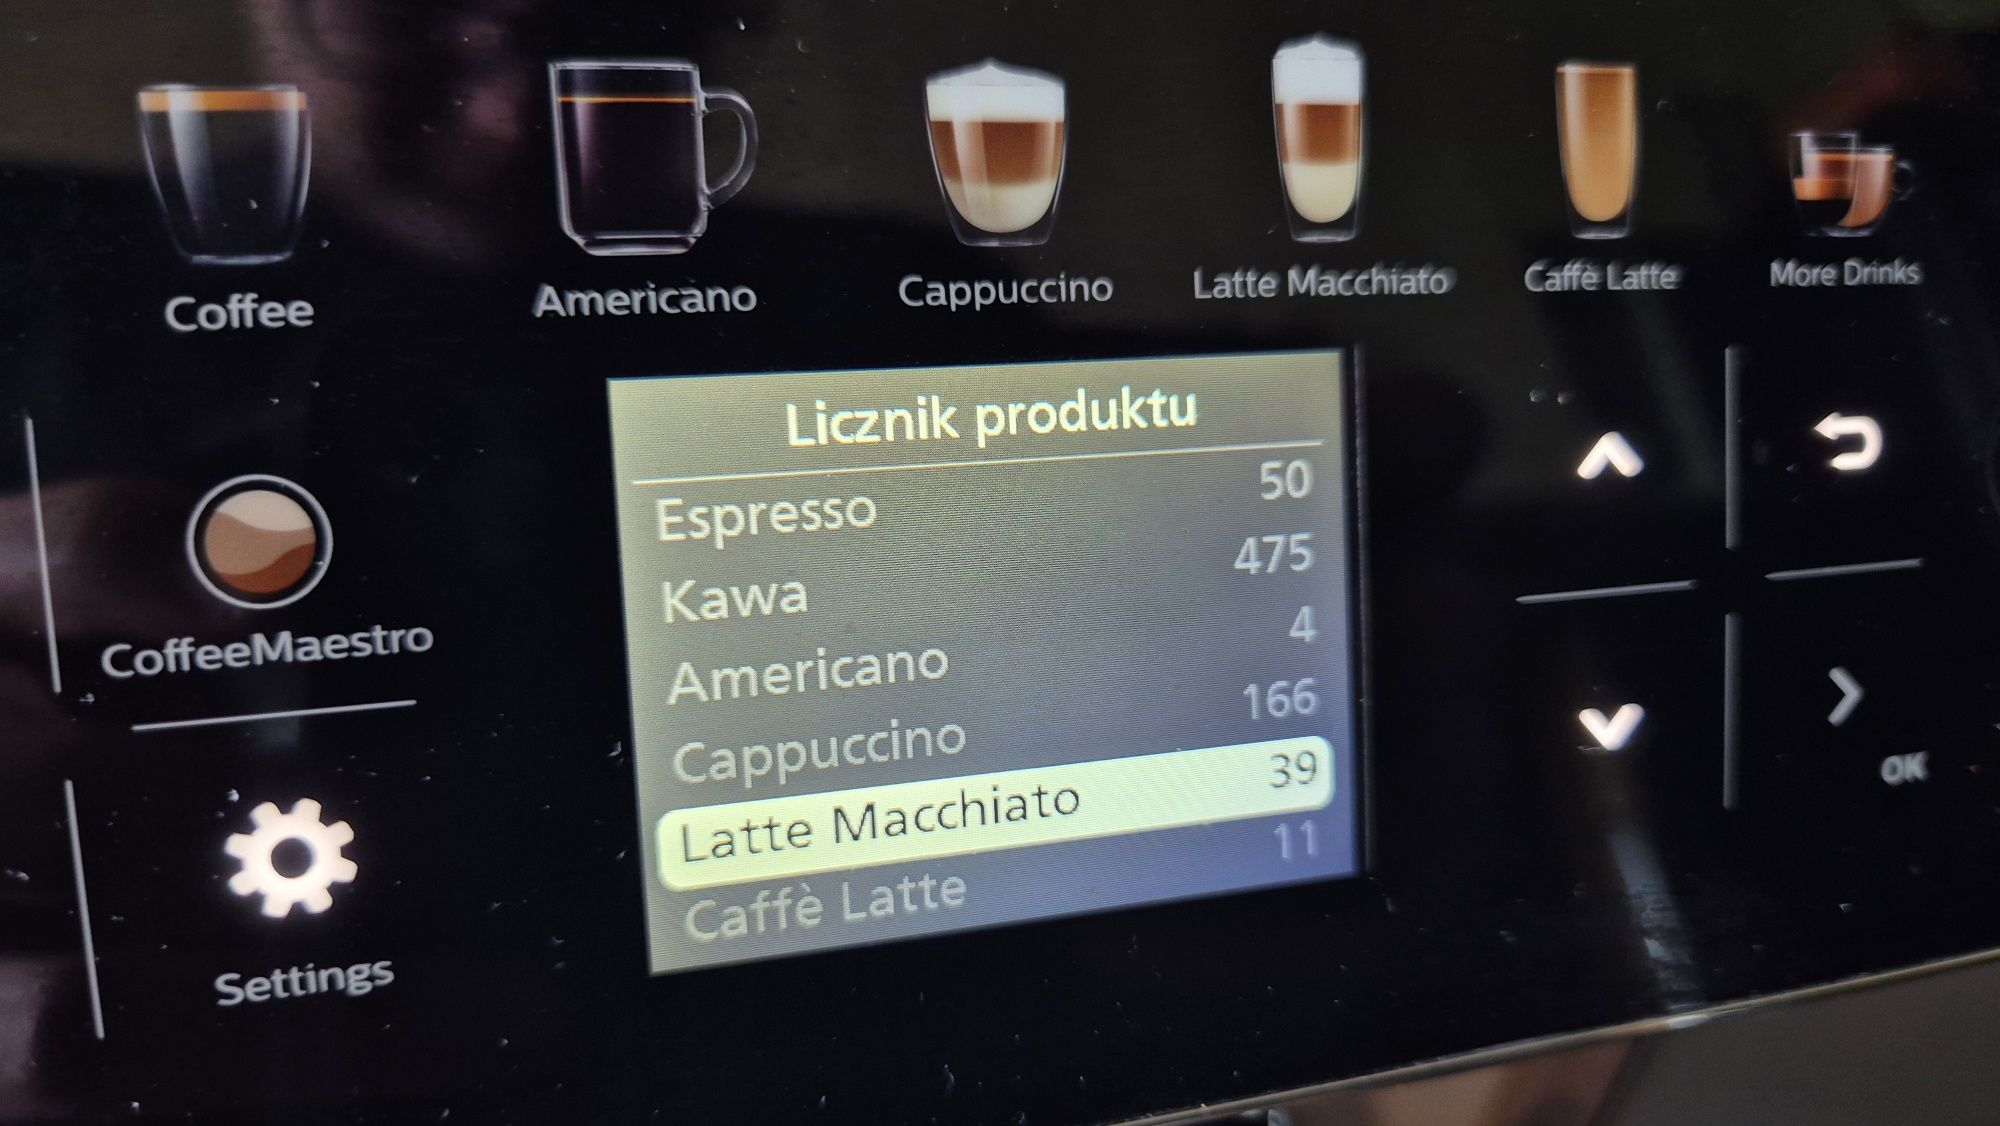 Coffee
Americano
Cappuccino
Latte Macchiato
Caffè Latte
More Drinks
CoffeeMaestro
Settings
Licznik produktu
Espresso 50
Kawa 475
Americano 4
Cappuccino 166
Latte Macchiato 39
Caffè Latte 11
OK